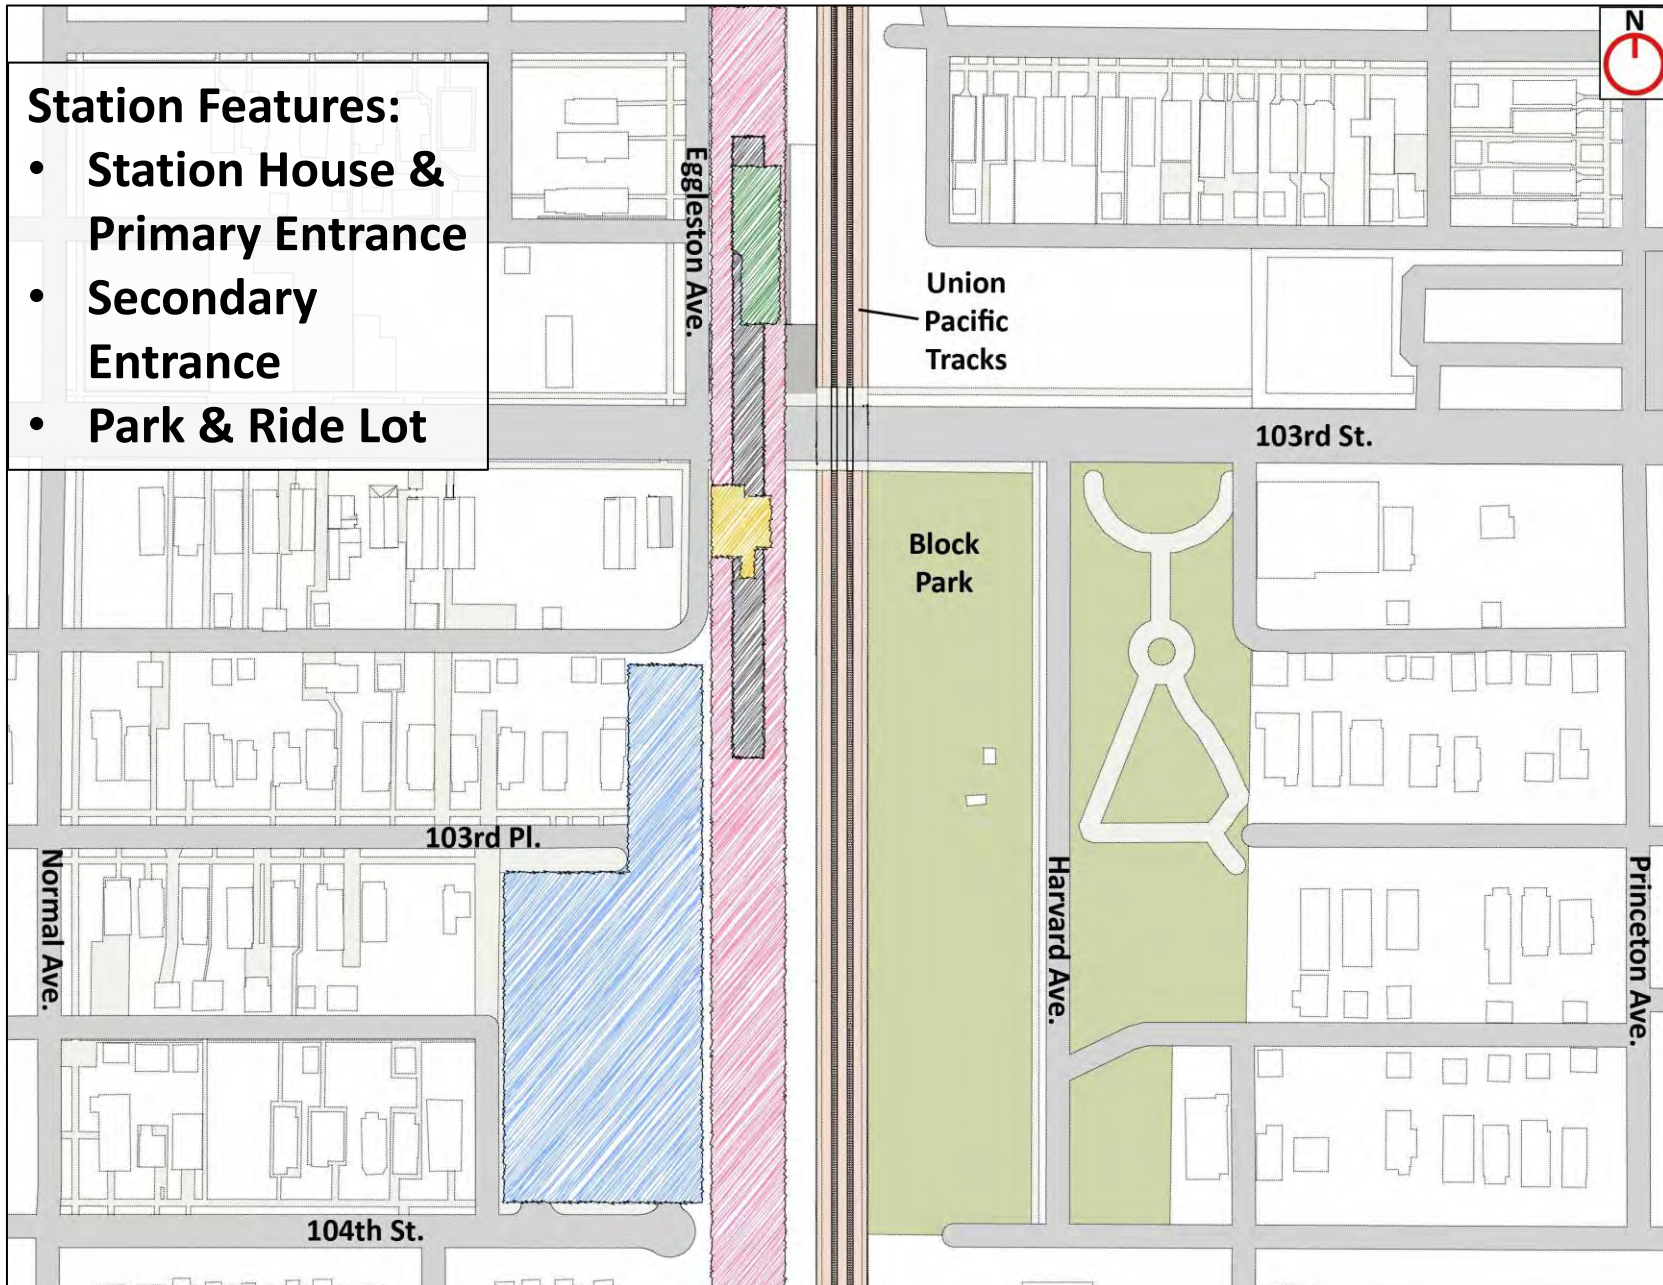 Station Features:
• Station House &
Primary Entrance
• Secondary
Entrance
• Park & Ride Lot
N
Eggleston Ave.
Union
Pacific
Tracks
103rd St.
Block
Park
103rd Pl.
Normal Ave.
Harvard Ave.
Princeton Ave.
104th St.